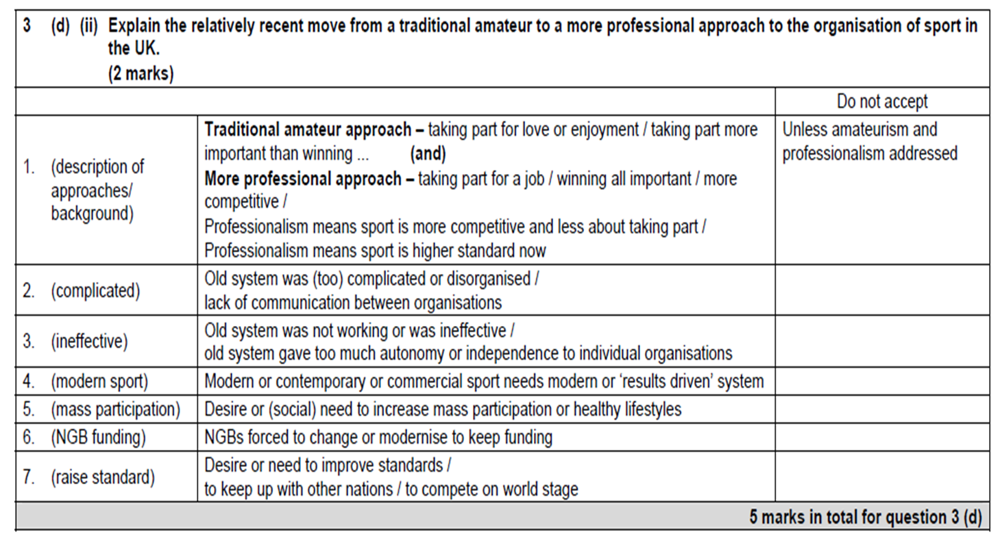 3 (d) (ii) Explain the relatively recent move from a traditional amateur to a more professional approach to the organisation of sport in
the UK.
(2 marks)
Do not accept
1. (description of
approaches/
background)
Traditional amateur approach – taking part for love or enjoyment / taking part more
important than winning ... (and)
More professional approach – taking part for a job / winning all important / more
competitive /
Professionalism means sport is more competitive and less about taking part /
Professionalism means sport is higher standard now
Unless amateurism and
professionalism addressed
2. (complicated)
Old system was (too) complicated or disorganised /
lack of communication between organisations
3. (ineffective)
Old system was not working or was ineffective /
old system gave too much autonomy or independence to individual organisations
4. (modern sport) Modern or contemporary or commercial sport needs modern or ‘results driven’ system
5. (mass participation) Desire or (social) need to increase mass participation or healthy lifestyles
6. (NGB funding) NGBs forced to change or modernise to keep funding
7. (raise standard)
Desire or need to improve standards /
to keep up with other nations / to compete on world stage
5 marks in total for question 3 (d)